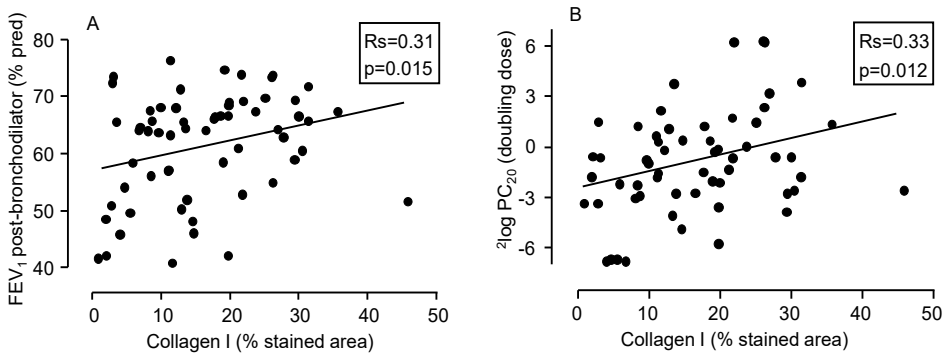 A
80
70
60
50
40
FEV1 post-bronchodilator (% pred)
Rs=0.31
p=0.015
0
10
20
30
40
50
Collagen I (% stained area)
B
6
3
0
-3
-6
2log PC20 (doubling dose)
Rs=0.33
p=0.012
0
10
20
30
40
50
Collagen I (% stained area)